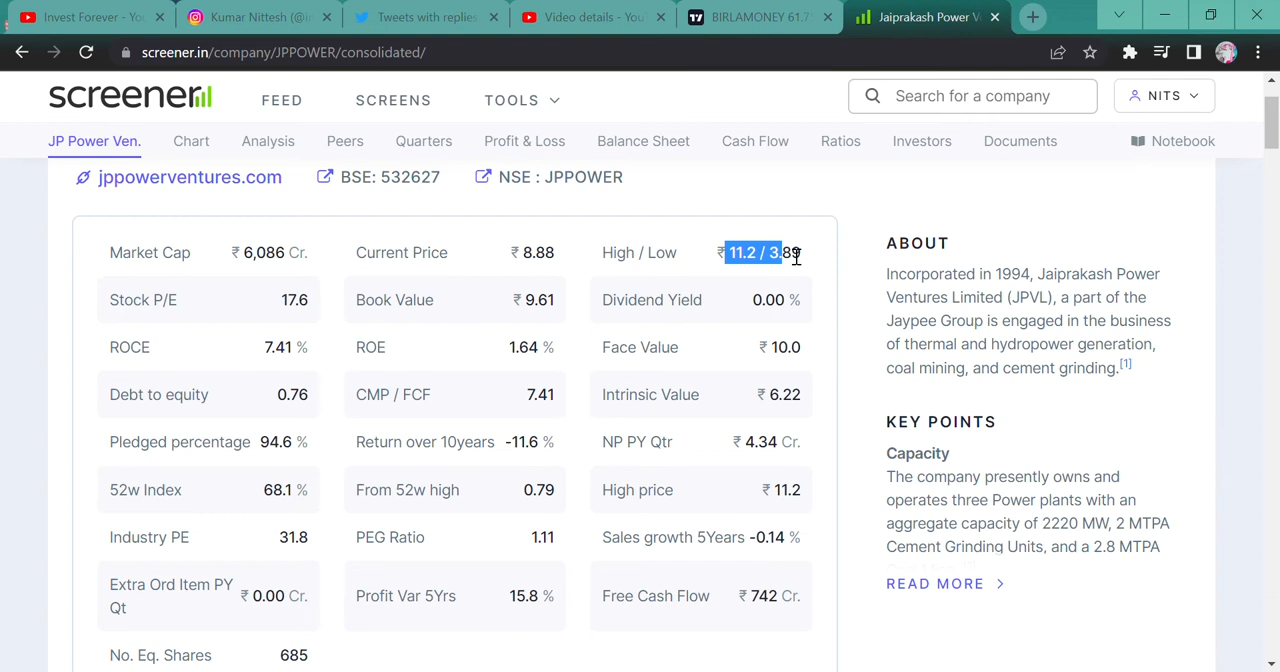 Invest Forever - Yo
Kumar Nittesh (@in
Tweets with replies
Video details - You
BIRLAMONEY 61.7
Jaiprakash Power V
screener.in/company/JPPOWER/consolidated/
screener
FEED
SCREENS
TOOLS
Search for a company
NITS
JP Power Ven.
Chart
Analysis
Peers
Quarters
Profit & Loss
Balance Sheet
Cash Flow
Ratios
Investors
Documents
Notebook
jppowerventures.com
BSE: 532627
NSE : JPPOWER
Market Cap ₹ 6,086 Cr.
Current Price ₹ 8.88
High / Low ₹ 11.2 / 3.89
Stock P/E 17.6
Book Value ₹ 9.61
Dividend Yield 0.00 %
ROCE 7.41 %
ROE 1.64 %
Face Value ₹ 10.0
Debt to equity 0.76
CMP / FCF 7.41
Intrinsic Value ₹ 6.22
Pledged percentage 94.6 %
Return over 10years -11.6 %
NP PY Qtr ₹ 4.34 Cr.
52w Index 68.1 %
From 52w high 0.79
High price ₹ 11.2
Industry PE 31.8
PEG Ratio 1.11
Sales growth 5Years -0.14 %
Extra Ord Item PY
Qt
₹ 0.00 Cr.
Profit Var 5Yrs 15.8 %
Free Cash Flow ₹ 742 Cr.
No. Eq. Shares 685
ABOUT
Incorporated in 1994, Jaiprakash Power
Ventures Limited (JPVL), a part of the
Jaypee Group is engaged in the business
of thermal and hydropower generation,
coal mining, and cement grinding.[1]
KEY POINTS
Capacity
The company presently owns and
operates three Power plants with an
aggregate capacity of 2220 MW, 2 MTPA
Cement Grinding Units, and a 2.8 MTPA
READ MORE